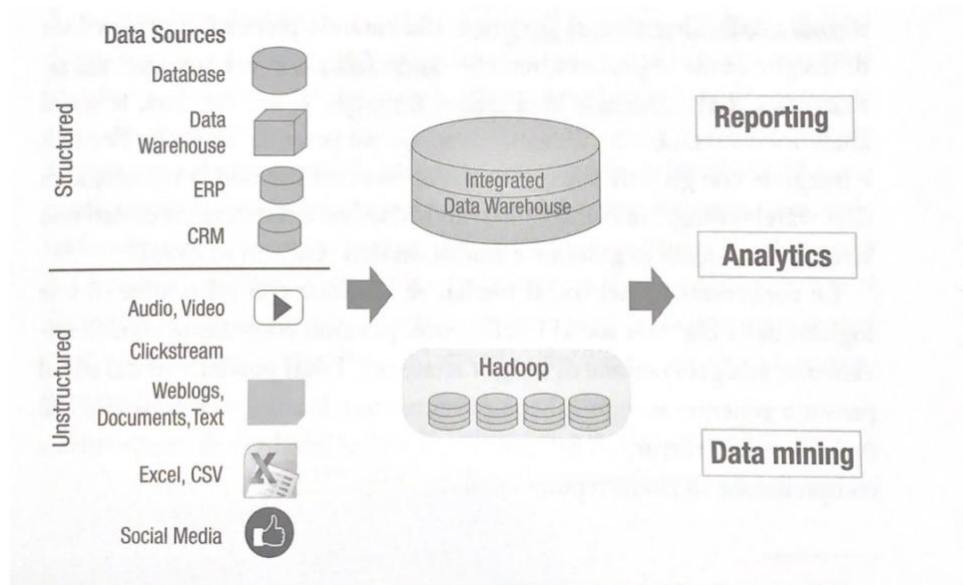 Data Sources
Structured
Database
Data
Warehouse
ERP
CRM
Unstructured
Audio, Video
Clickstream
Weblogs,
Documents,Text
Excel, CSV
X
Social Media
Integrated
Data Warehouse
Hadoop
Reporting
Analytics
Data mining